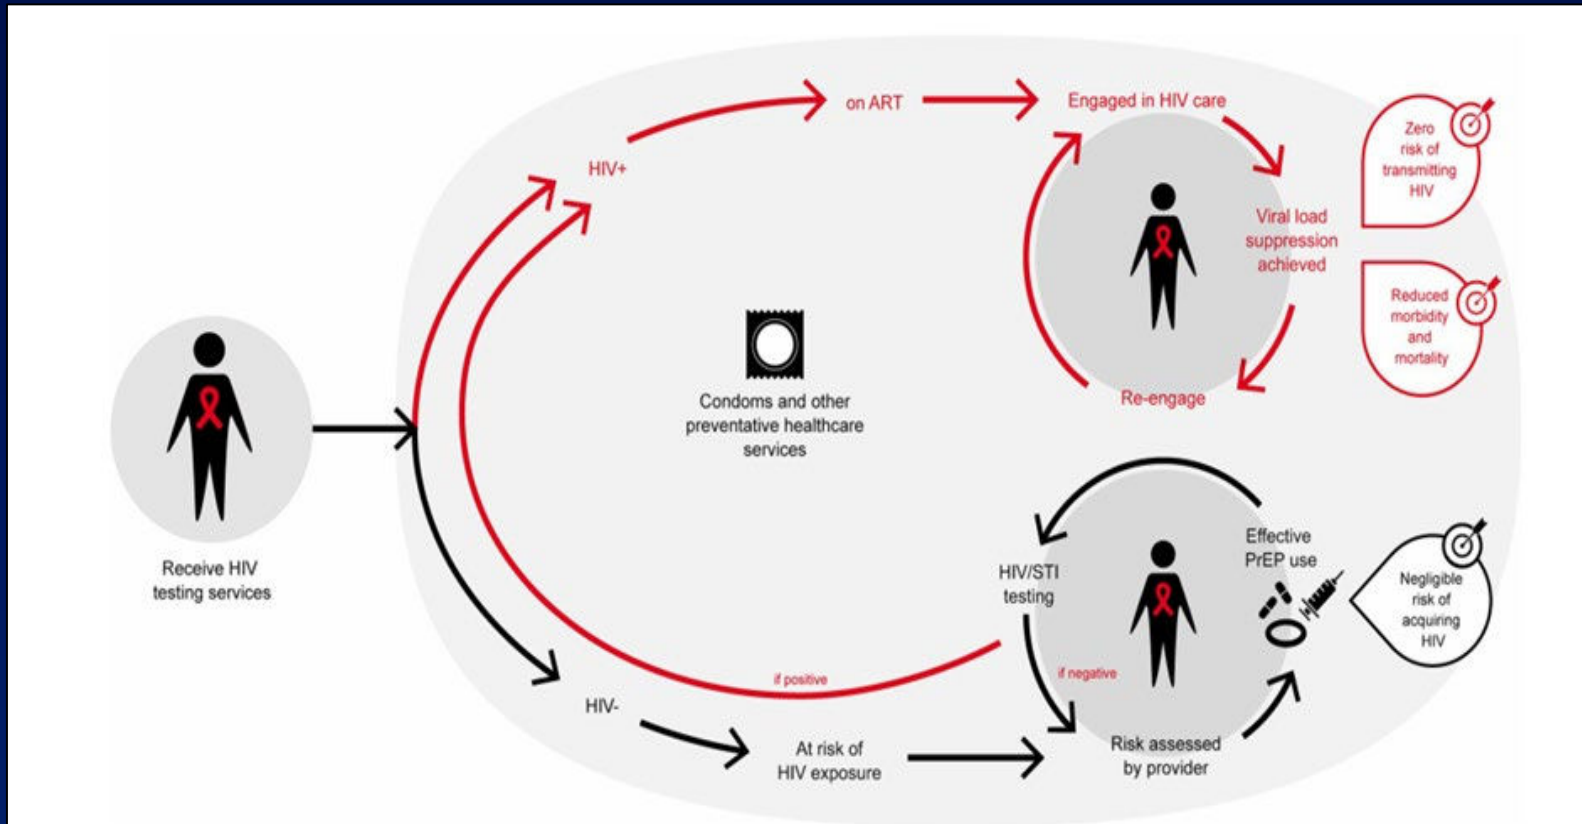 Receive HIV
testing services
HIV+
on ART
Engaged in HIV care
Viral load
suppression
achieved
Re-engage
Zero
risk of
transmitting
HIV
Reduced
morbidity
and
mortality
Condoms and other
preventative healthcare
services
HIV-
At risk of
HIV exposure
Risk assessed
by provider
Effective
PrEP use
HIV/STI
testing
if negative
if positive
Negligible
risk of
acquiring
HIV